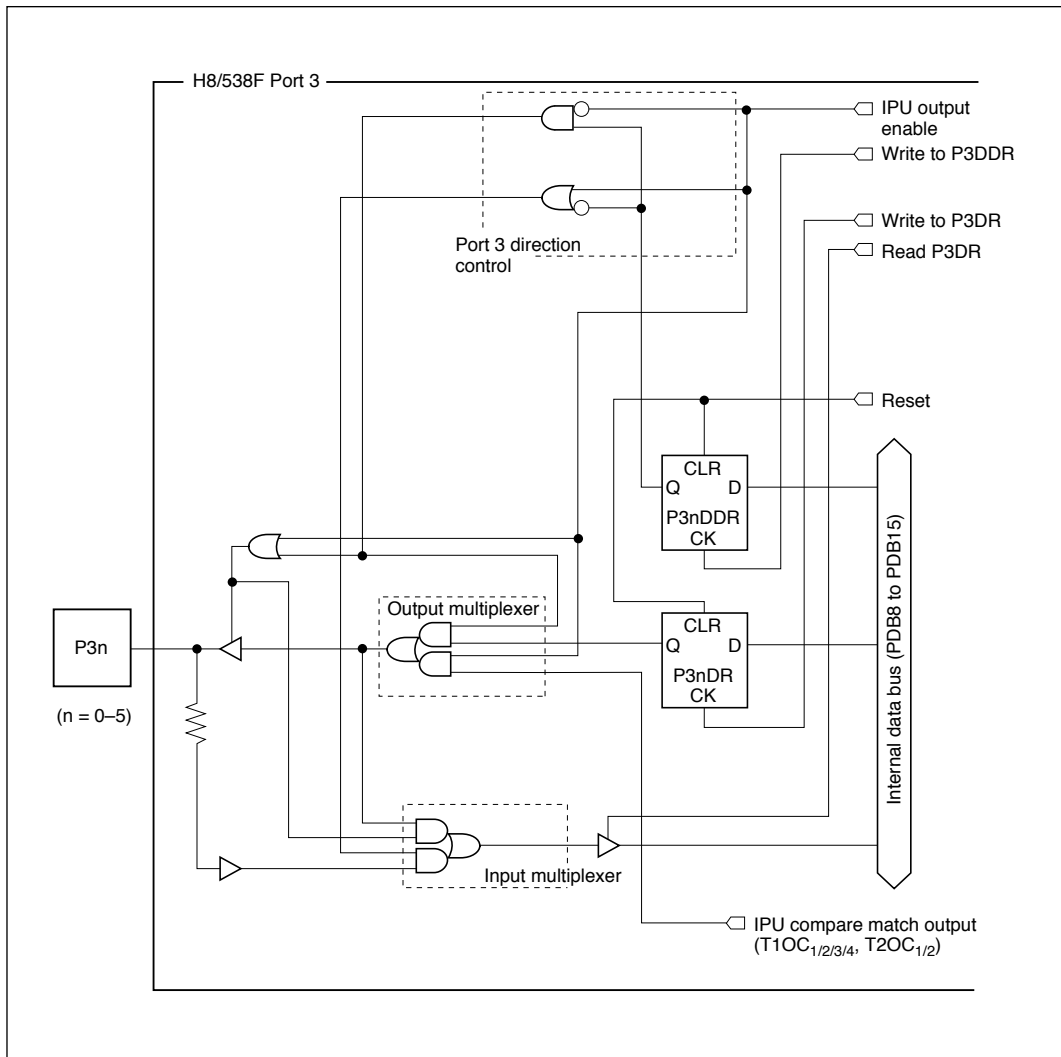 H8/538F Port 3
IPU output
enable
Write to P3DDR
Port 3 direction
control
Write to P3DR
Read P3DR
Reset
CLR
Q D
P3nDDR
CK
Output multiplexer
CLR
Q D
P3nDR
CK
P3n
(n = 0–5)
Internal data bus (PDB8 to PDB15)
Input multiplexer
IPU compare match output
(T1OC1/2/3/4, T2OC1/2)